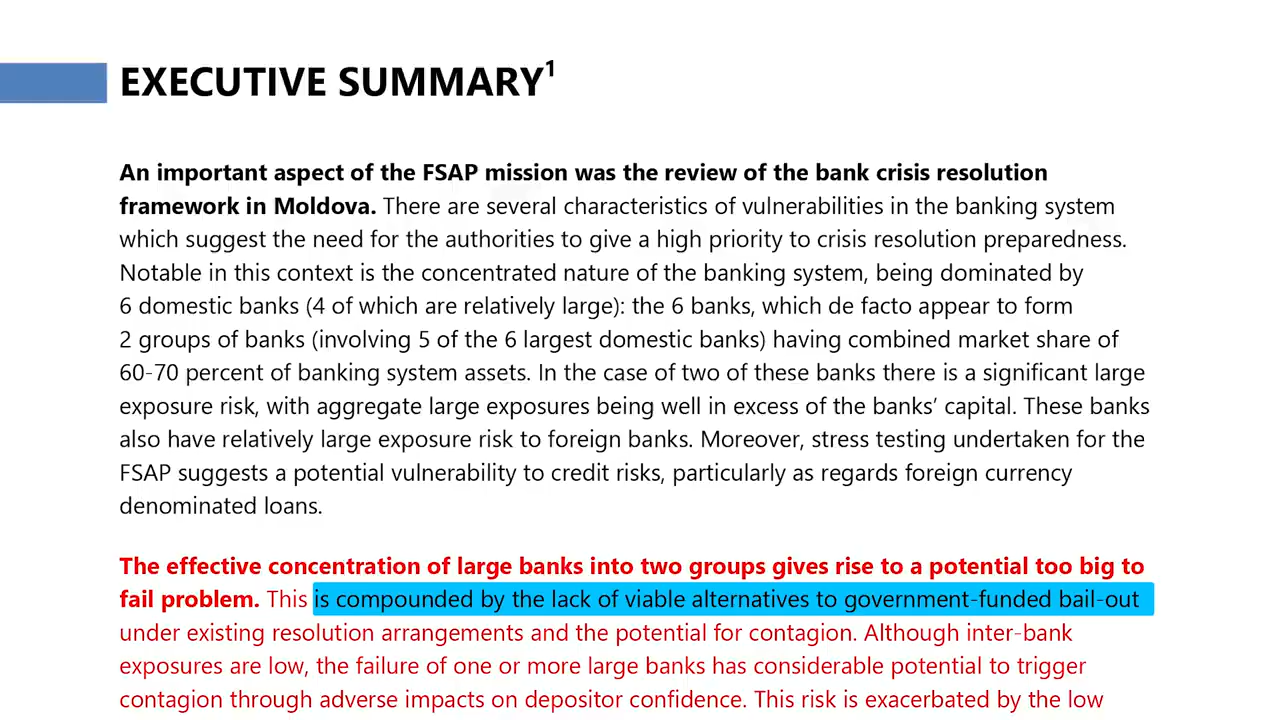 EXECUTIVE SUMMARY¹
An important aspect of the FSAP mission was the review of the bank crisis resolution
framework in Moldova. There are several characteristics of vulnerabilities in the banking system
which suggest the need for the authorities to give a high priority to crisis resolution preparedness.
Notable in this context is the concentrated nature of the banking system, being dominated by
6 domestic banks (4 of which are relatively large): the 6 banks, which de facto appear to form
2 groups of banks (involving 5 of the 6 largest domestic banks) having combined market share of
60-70 percent of banking system assets. In the case of two of these banks there is a significant large
exposure risk, with aggregate large exposures being well in excess of the banks’ capital. These banks
also have relatively large exposure risk to foreign banks. Moreover, stress testing undertaken for the
FSAP suggests a potential vulnerability to credit risks, particularly as regards foreign currency
denominated loans.
The effective concentration of large banks into two groups gives rise to a potential too big to
fail problem. This is compounded by the lack of viable alternatives to government-funded bail-out
under existing resolution arrangements and the potential for contagion. Although inter-bank
exposures are low, the failure of one or more large banks has considerable potential to trigger
contagion through adverse impacts on depositor confidence. This risk is exacerbated by the low